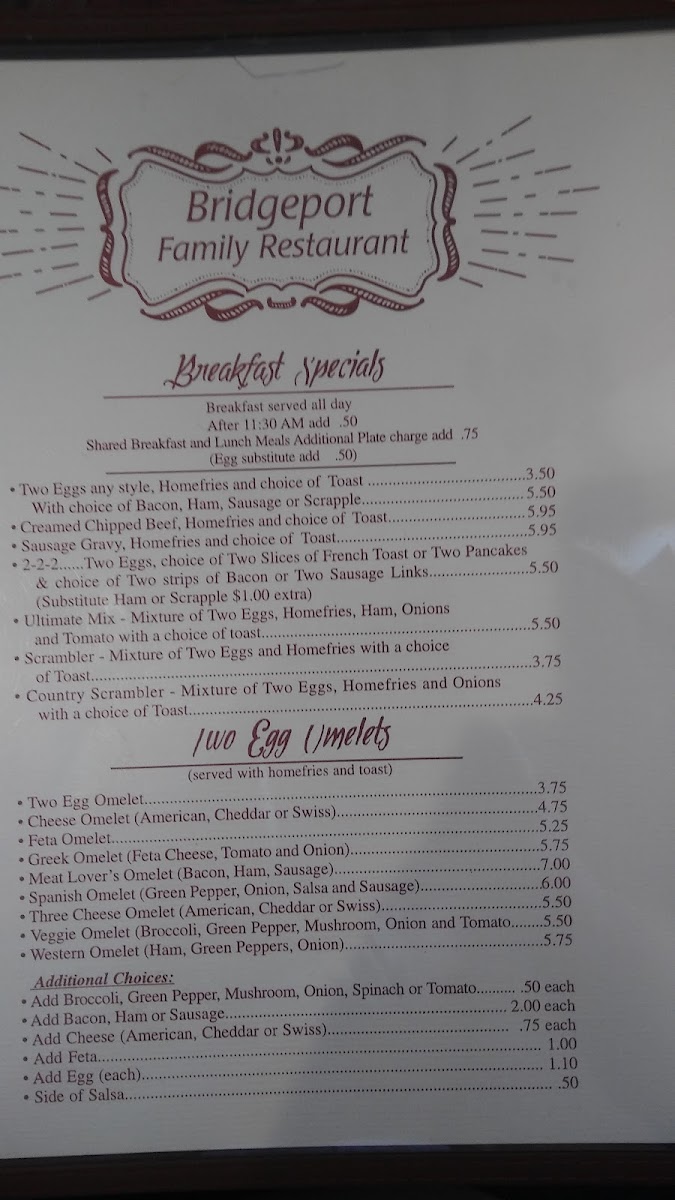 Bridgeport
Family Restaurant
Breakfast Specials
Breakfast served all day
After 11:30 AM add .50
Shared Breakfast and Lunch Meals Additional Plate charge add .75
(Egg substitute add .50)
• Two Eggs any style, Homefries and choice of Toast ....................................3.50
With choice of Bacon, Ham, Sausage or Scrapple......................................5.50
• Creamed Chipped Beef, Homefries and choice of Toast................................5.95
• Sausage Gravy, Homefries and choice of Toast............................................5.95
• 2-2-2......Two Eggs, choice of Two Slices of French Toast or Two Pancakes
& choice of Two strips of Bacon or Two Sausage Links.......................5.50
(Substitute Ham or Scrapple $1.00 extra)
• Ultimate Mix - Mixture of Two Eggs, Homefries, Ham, Onions
and Tomato with a choice of toast..............................................................5.50
• Scrambler - Mixture of Two Eggs and Homefries with a choice
of Toast.....................................................................................................3.75
• Country Scrambler - Mixture of Two Eggs, Homefries and Onions
with a choice of Toast...............................................................................4.25
Two Egg Omelets
(served with homefries and toast)
• Two Egg Omelet..........................................................................................3.75
• Cheese Omelet (American, Cheddar or Swiss)..............................................4.75
• Feta Omelet..................................................................................................5.25
• Greek Omelet (Feta Cheese, Tomato and Onion)...........................................5.75
• Meat Lover's Omelet (Bacon, Ham, Sausage)................................................7.00
• Spanish Omelet (Green Pepper, Onion, Salsa and Sausage)............................6.00
• Three Cheese Omelet (American, Cheddar or Swiss).....................................5.50
• Veggie Omelet (Broccoli, Green Pepper, Mushroom, Onion and Tomato........5.50
• Western Omelet (Ham, Green Peppers, Onion)..............................................5.75
Additional Choices:
• Add Broccoli, Green Pepper, Mushroom, Onion, Spinach or Tomato......... .50 each
• Add Bacon, Ham or Sausage................................................................. 2.00 each
• Add Cheese (American, Cheddar or Swiss).......................................... .75 each
• Add Feta...................................................................................................... 1.00
• Add Egg (each)............................................................................................ 1.10
• Side of Salsa................................................................................................. .50